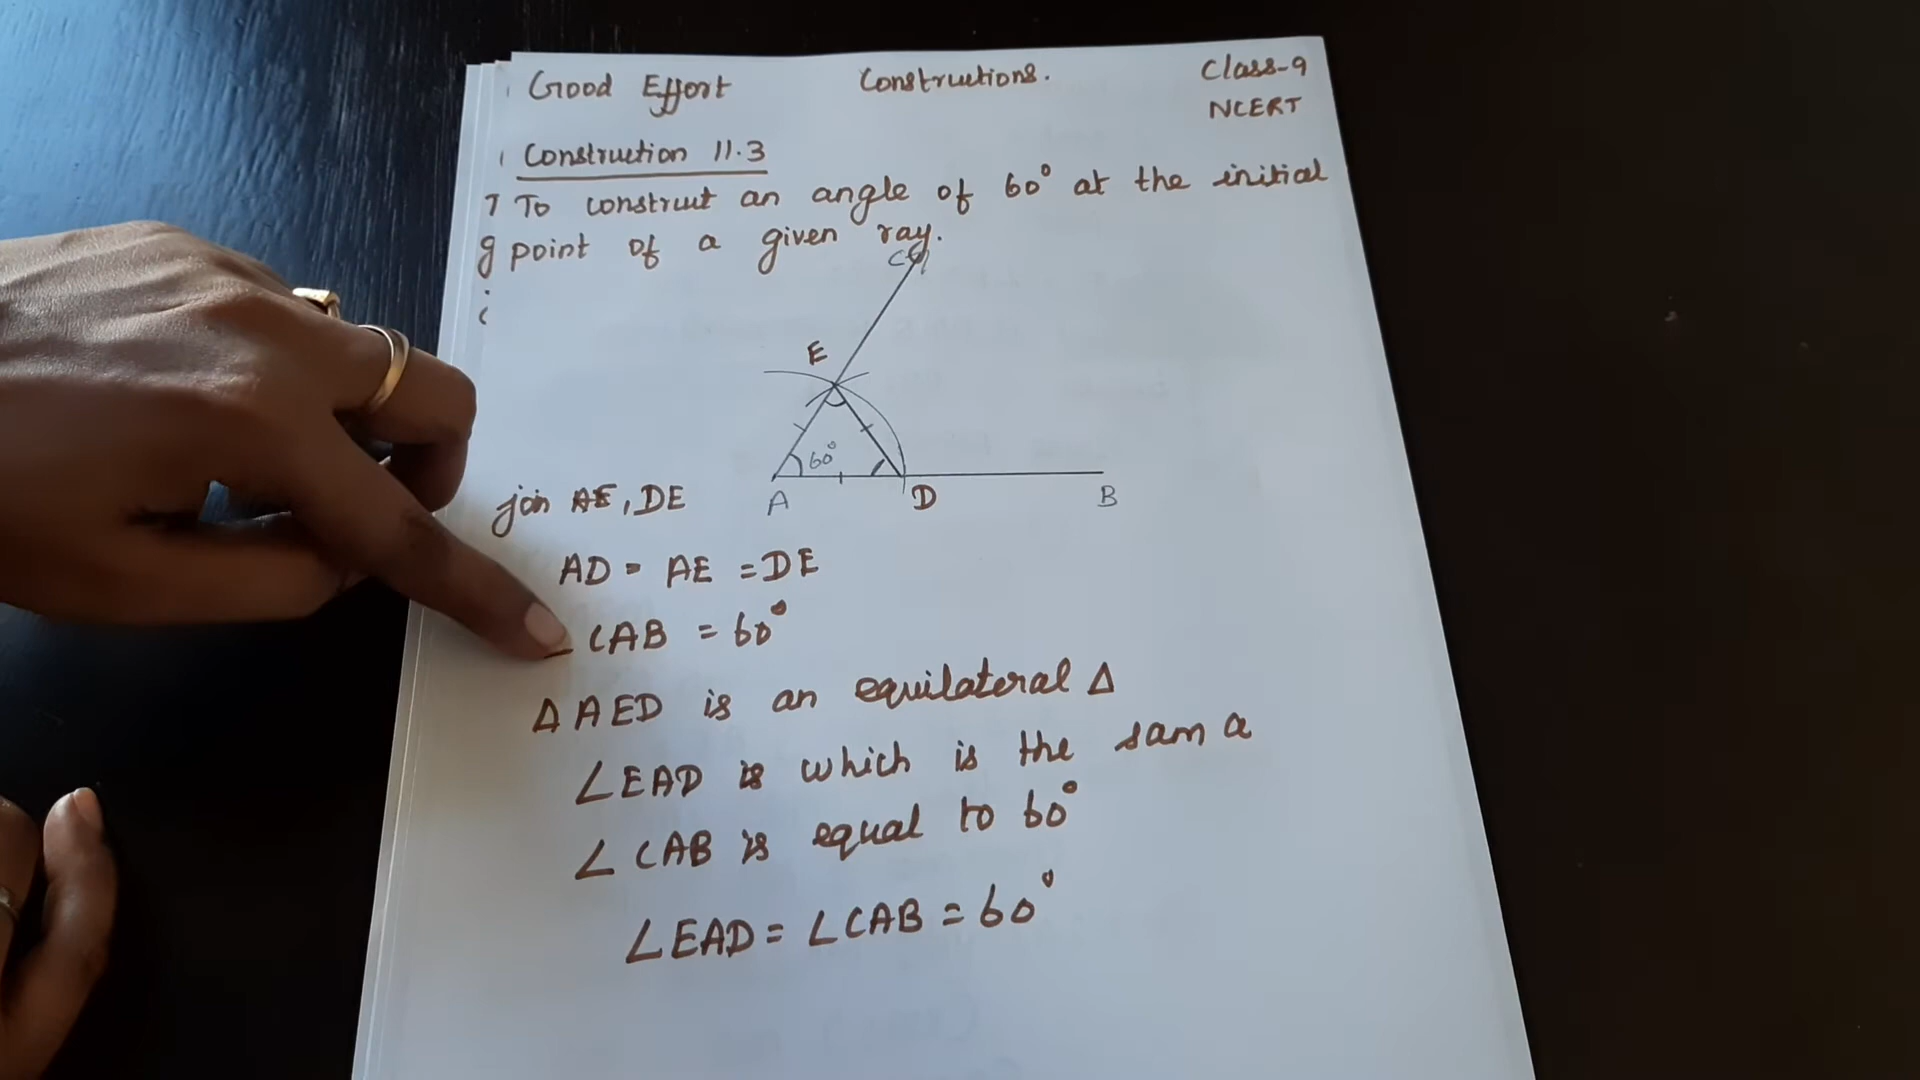 Good Effort Constructions. Class-9
NCERT
Construction 11.3
To construt an angle of 60° at the initial
point of a given ray.
E
60°
A D B
join AE, DE
AD = AE = DE
∠CAB = 60°
Δ AED is an equilateral Δ
∠EAD is which is the sam a
∠CAB is equal to 60°
∠EAD = ∠CAB = 60°